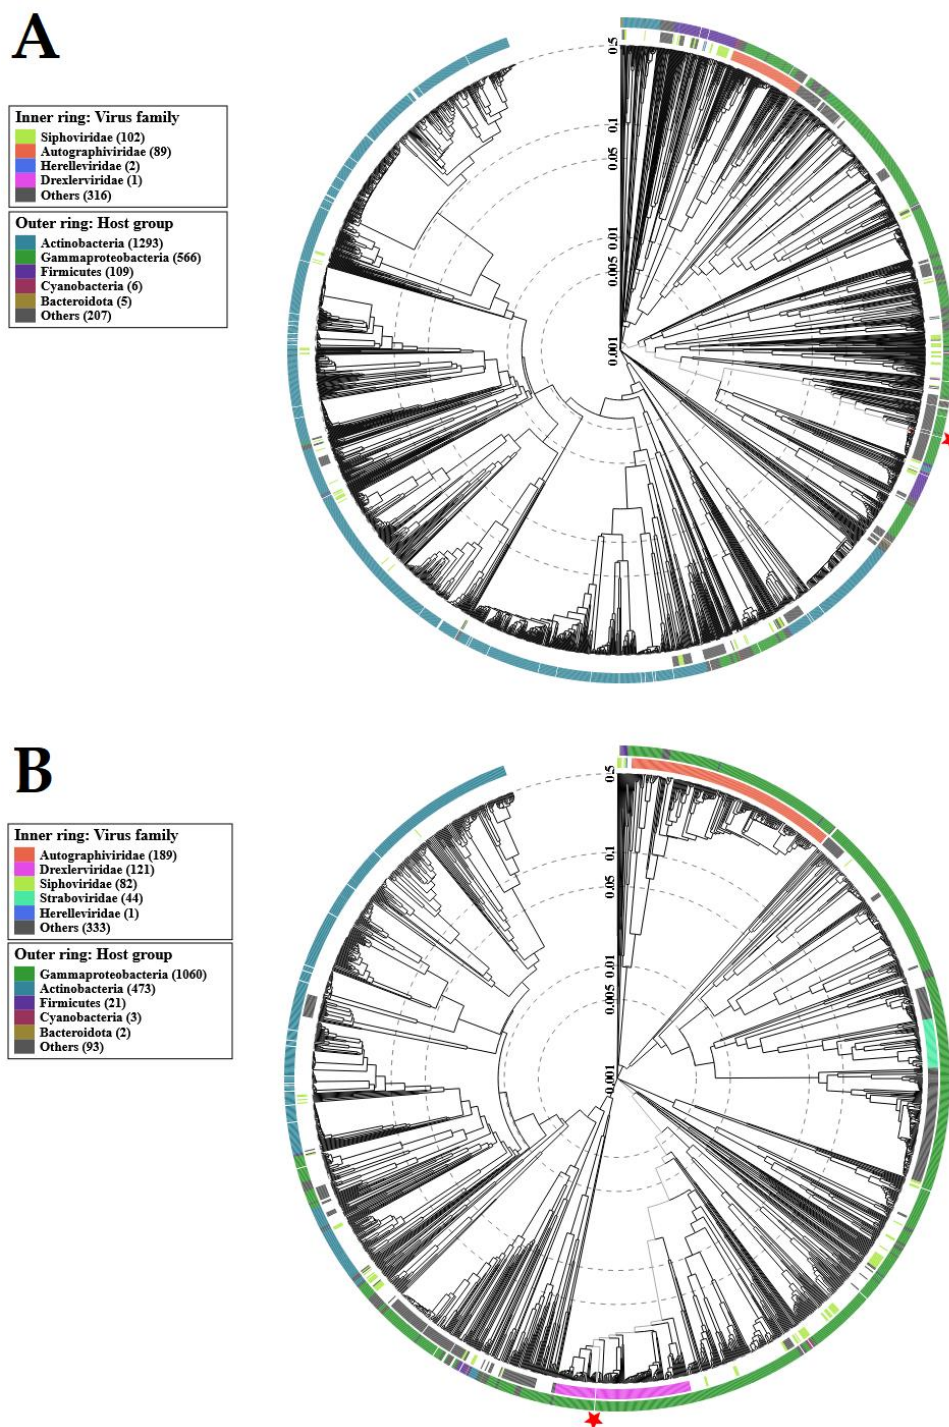 A
Inner ring: Virus family
Siphoviridae (102)
Autographiviridae (89)
Herelleviridae (2)
Drexlerviridae (1)
Others (316)
Outer ring: Host group
Actinobacteria (1293)
Gammaproteobacteria (566)
Firmicutes (109)
Cyanobacteria (6)
Bacteroidota (5)
Others (207)
0.5
0.1
0.05
0.01
0.005
0.001
B
Inner ring: Virus family
Autographiviridae (189)
Drexlerviridae (121)
Siphoviridae (82)
Straboviridae (44)
Herelleviridae (1)
Others (333)
Outer ring: Host group
Gammaproteobacteria (1060)
Actinobacteria (473)
Firmicutes (21)
Cyanobacteria (3)
Bacteroidota (2)
Others (93)
0.5
0.1
0.05
0.01
0.005
0.001